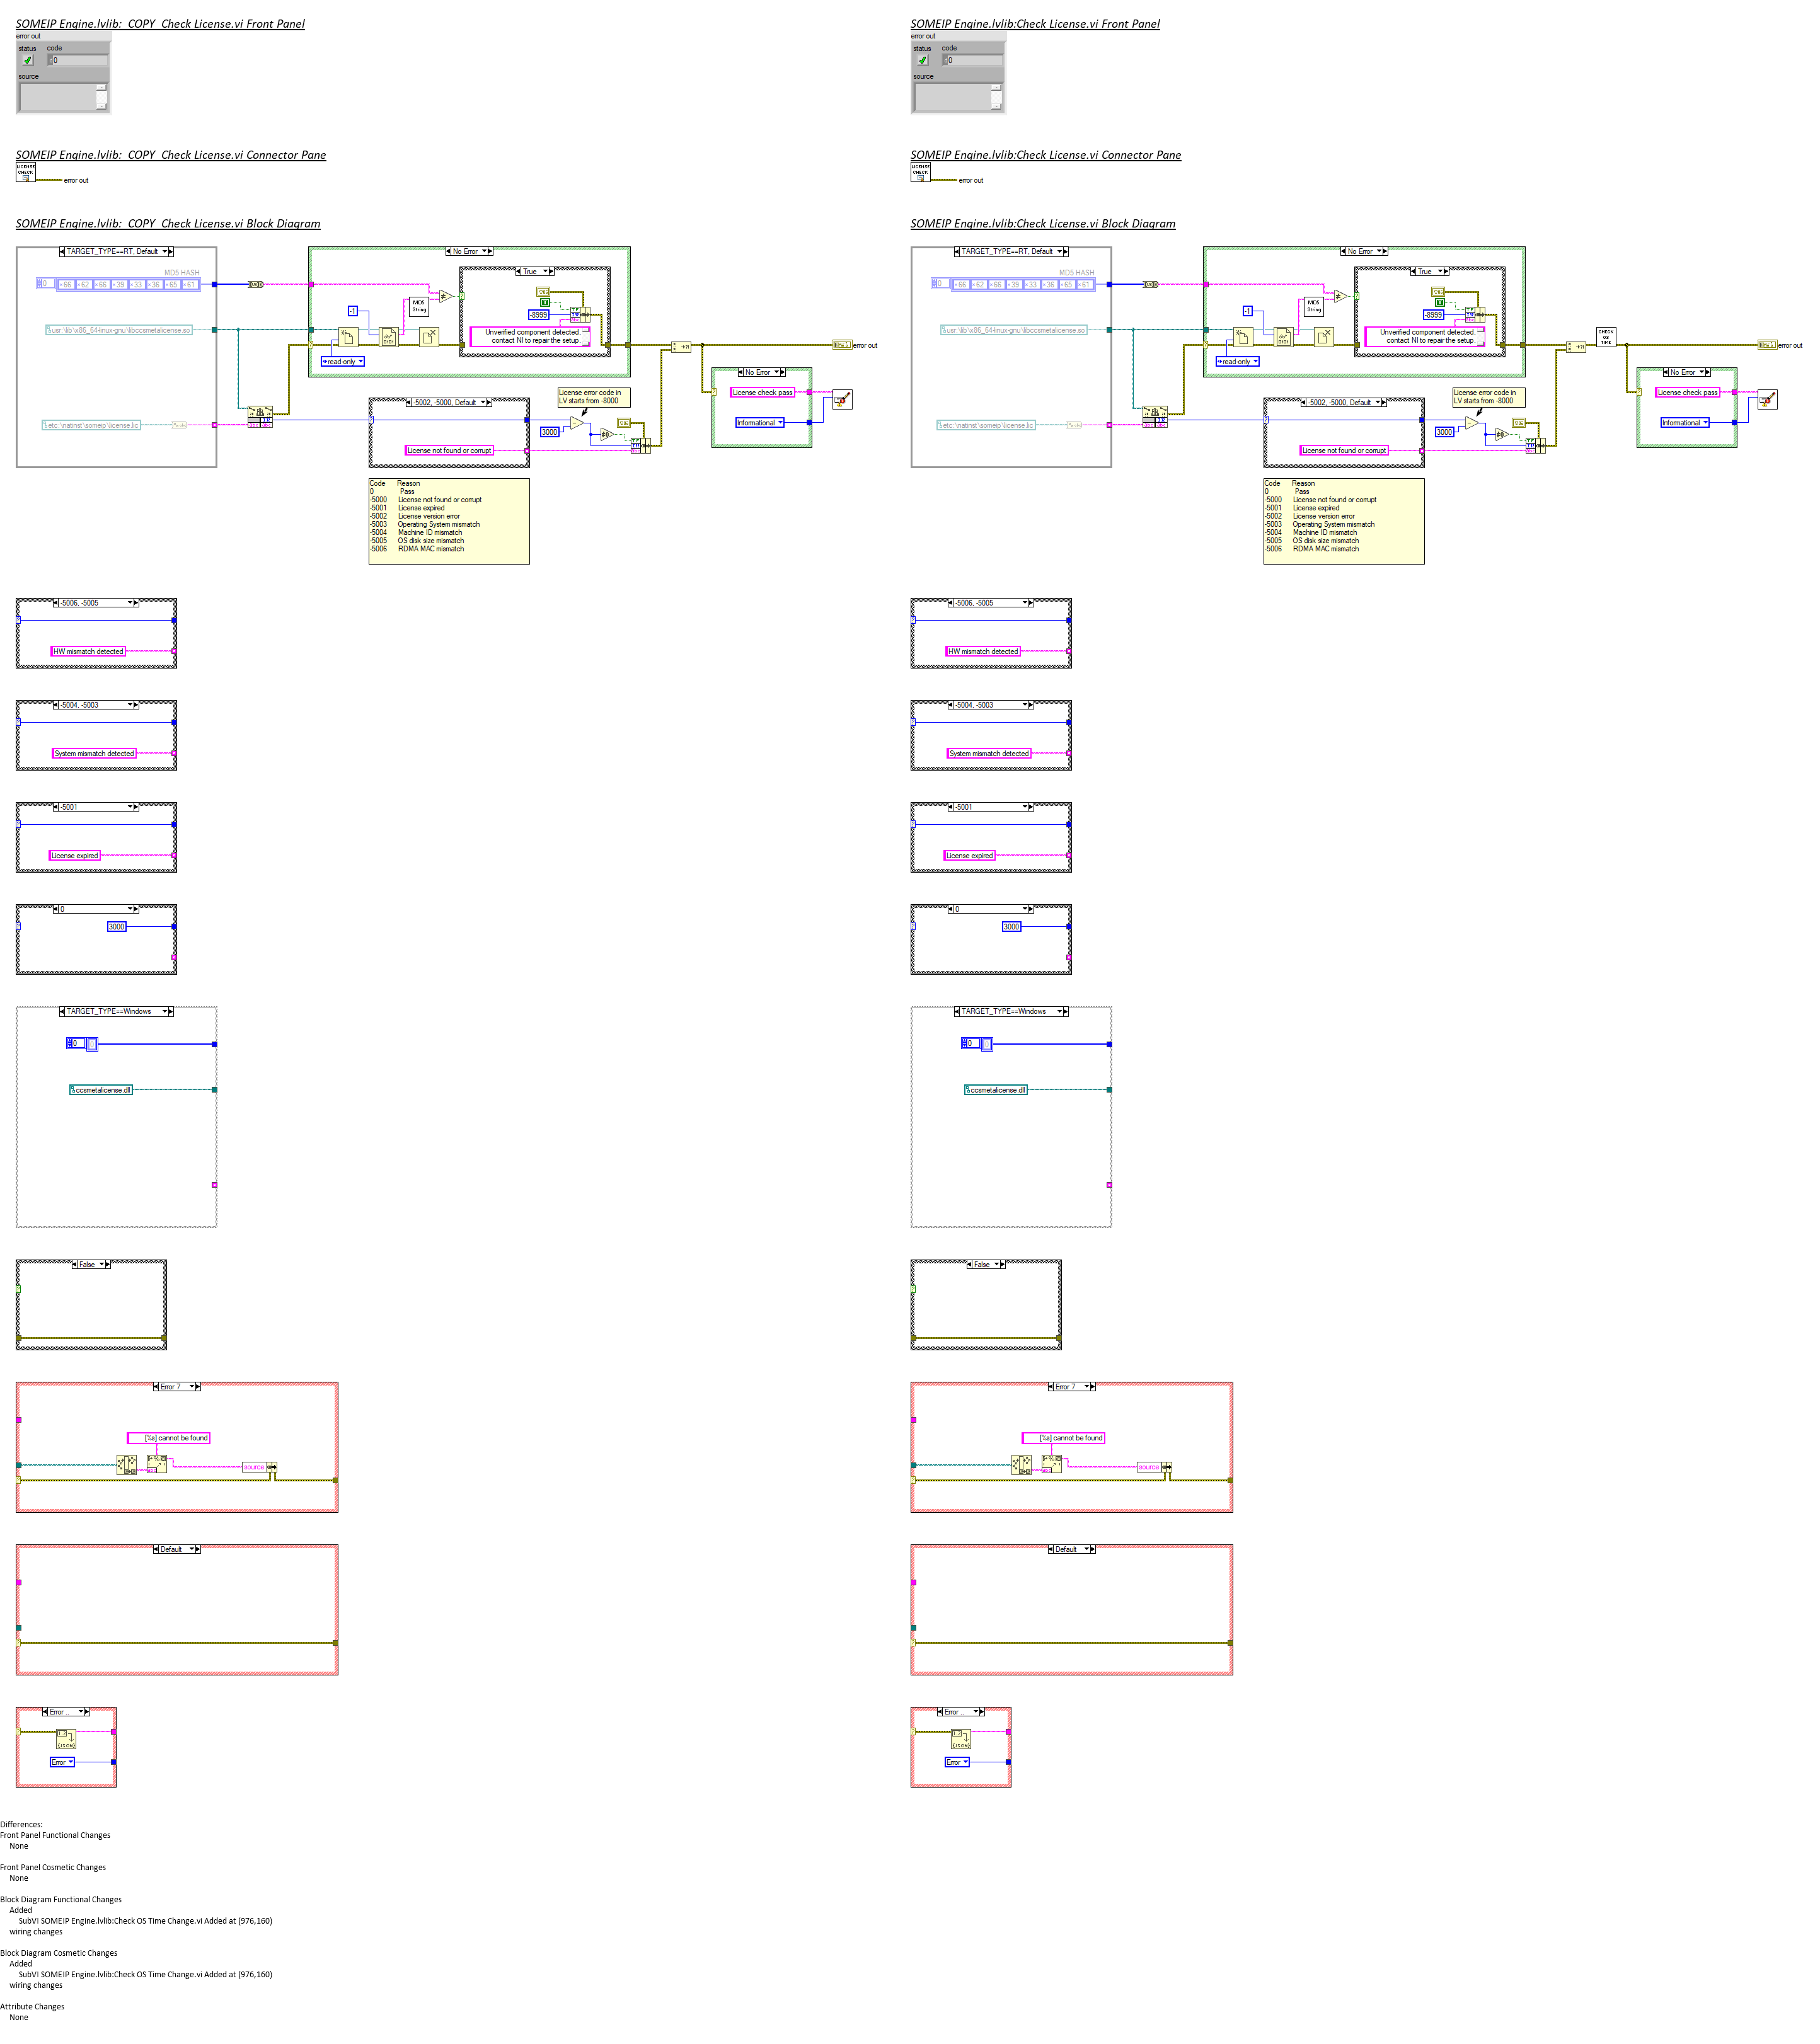 SOMEIP Engine.lvlib:_COPY_Check License.vi Front Panel
error out
status code
0
source
SOMEIP Engine.lvlib:_COPY_Check License.vi Connector Pane
LICENSE
CHECK
error out
SOMEIP Engine.lvlib:_COPY_Check License.vi Block Diagram
TARGET_TYPE==RT, Default
No Error
MD5 HASH
True
0 x66 x62 x66 x39 x33 x36 x65 x61
MD5
String
-1
-8999
\usr\lib\x86_64-linux-gnu\libccsmetalicense.so
Unverified component detected,
contact NI to repair the setup.
read-only
error out
No Error
License error code in
LV starts from -8000
License check pass
-5002, -5000, Default
\etc\natinst\someip\license.lic
3000
Informational
License not found or corrupt
Code Reason
0 Pass
-5000 License not found or corrupt
-5001 License expired
-5002 License version error
-5003 Operating System mismatch
-5004 Machine ID mismatch
-5005 OS disk size mismatch
-5006 RDMA MAC mismatch
-5006, -5005
HW mismatch detected
-5004, -5003
System mismatch detected
-5001
License expired
0
3000
TARGET_TYPE==Windows
0
ccsmetalicense.dll
False
Error 7
[%s] cannot be found
source
Default
Error ..
{JSON}
Error
SOMEIP Engine.lvlib:Check License.vi Front Panel
error out
status code
0
source
SOMEIP Engine.lvlib:Check License.vi Connector Pane
LICENSE
CHECK
error out
SOMEIP Engine.lvlib:Check License.vi Block Diagram
TARGET_TYPE==RT, Default
No Error
MD5 HASH
True
0 x66 x62 x66 x39 x33 x36 x65 x61
MD5
String
-1
-8999
\usr\lib\x86_64-linux-gnu\libccsmetalicense.so
Unverified component detected,
contact NI to repair the setup.
CHECK
OS
TIME
read-only
error out
No Error
License error code in
LV starts from -8000
License check pass
-5002, -5000, Default
\etc\natinst\someip\license.lic
3000
Informational
License not found or corrupt
Code Reason
0 Pass
-5000 License not found or corrupt
-5001 License expired
-5002 License version error
-5003 Operating System mismatch
-5004 Machine ID mismatch
-5005 OS disk size mismatch
-5006 RDMA MAC mismatch
-5006, -5005
HW mismatch detected
-5004, -5003
System mismatch detected
-5001
License expired
0
3000
TARGET_TYPE==Windows
0
ccsmetalicense.dll
False
Error 7
[%s] cannot be found
source
Default
Error ..
{JSON}
Error
Differences:
Front Panel Functional Changes
None
Front Panel Cosmetic Changes
None
Block Diagram Functional Changes
Added
SubVI SOMEIP Engine.lvlib:Check OS Time Change.vi Added at (976,160)
wiring changes
Block Diagram Cosmetic Changes
Added
SubVI SOMEIP Engine.lvlib:Check OS Time Change.vi Added at (976,160)
wiring changes
Attribute Changes
None